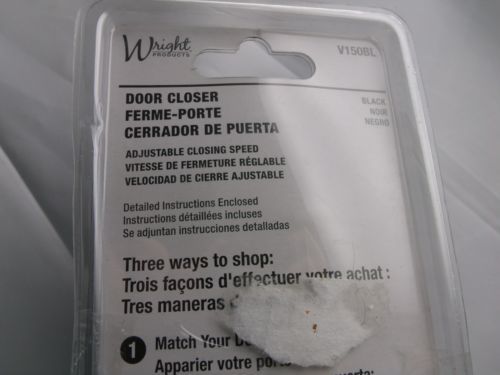 Wright
PRODUCTS
V150BL
DOOR CLOSER
FERME-PORTE
CERRADOR DE PUERTA
BLACK
NOIR
NEGRO
ADJUSTABLE CLOSING SPEED
VITESSE DE FERMETURE RÉGLABLE
VELOCIDAD DE CIERRE AJUSTABLE
Detailed Instructions Enclosed
Instructions détaillées incluses
Se adjuntan instrucciones detalladas
Three ways to shop:
Trois façons d'effectuer votre achat :
Tres maneras
1 Match Your
Apparier votre